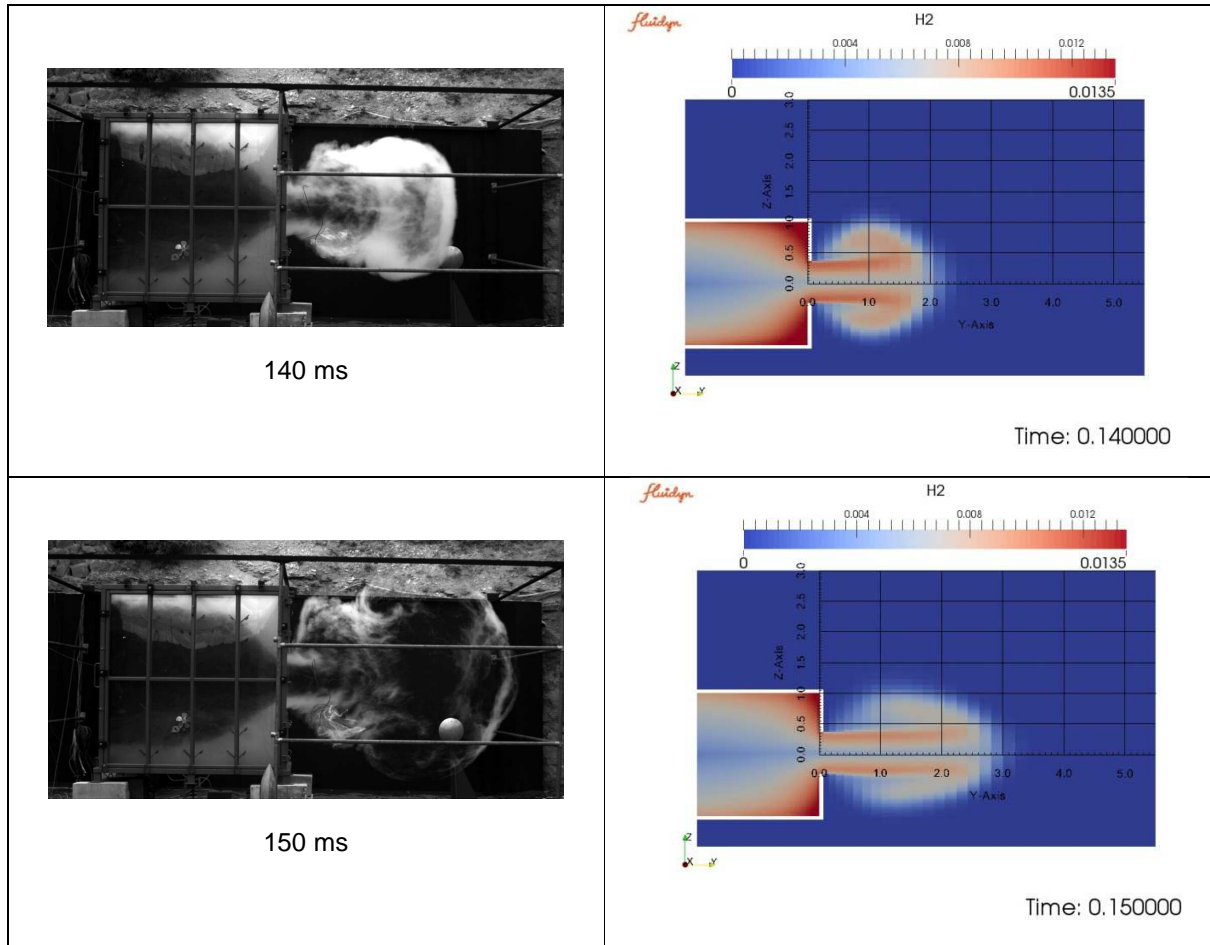 fluidyn
H2
0.004 0.008 0.012
0 0.0135
3.0
2.5
2.0
1.5
1.0
0.5
0.0
Z-Axis
0.0 1.0 2.0 3.0 4.0 5.0
Y-Axis
Z
X Y
Time: 0.140000
140 ms
fluidyn
H2
0.004 0.008 0.012
0 0.0135
3.0
2.5
2.0
1.5
1.0
0.5
0.0
Z-Axis
0.0 1.0 2.0 3.0 4.0 5.0
Y-Axis
Z
X Y
Time: 0.150000
150 ms